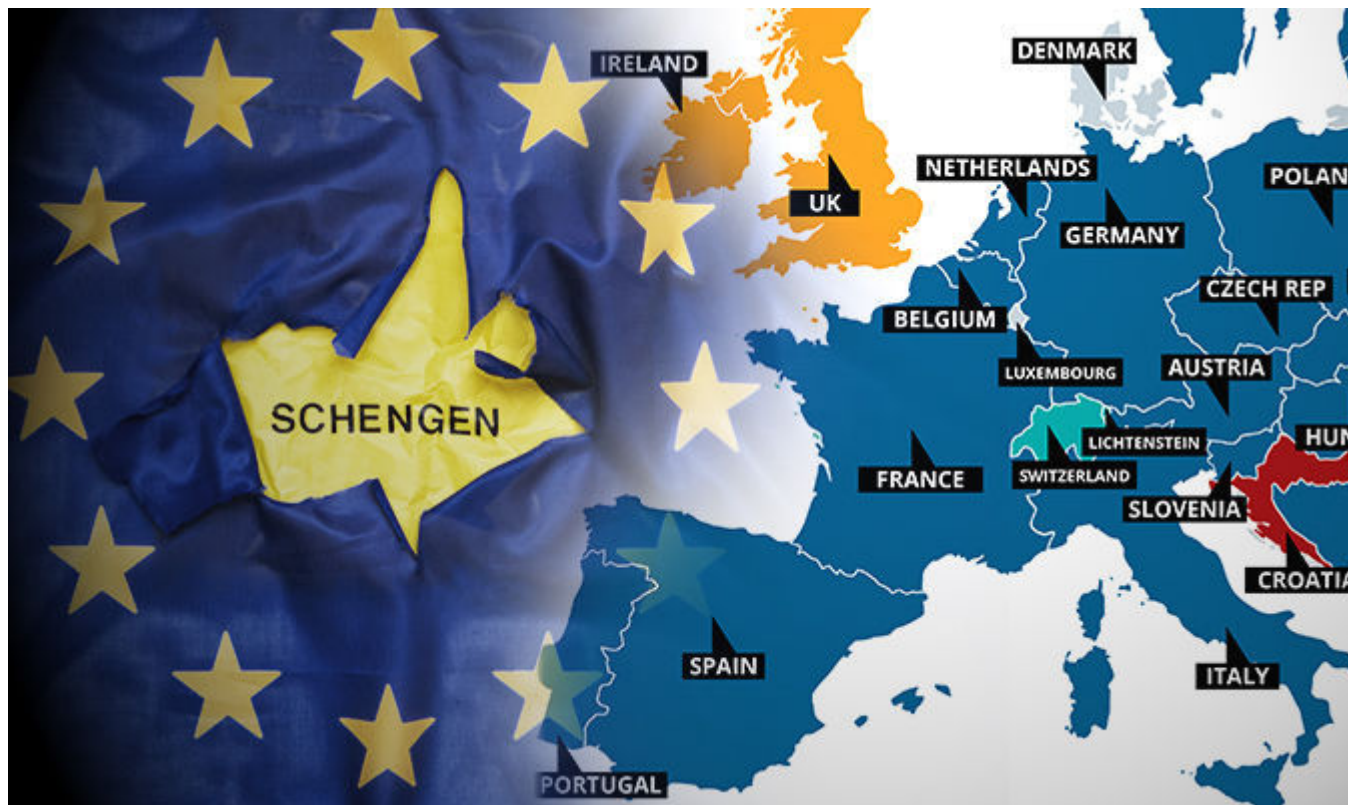 IRELAND
DENMARK
NETHERLANDS
POLAN
UK
GERMANY
CZECH REP
BELGIUM
LUXEMBOURG
AUSTRIA
SCHENGEN
LICHTENSTEIN
HUN
FRANCE
SWITZERLAND
SLOVENIA
CROATIA
SPAIN
ITALY
PORTUGAL